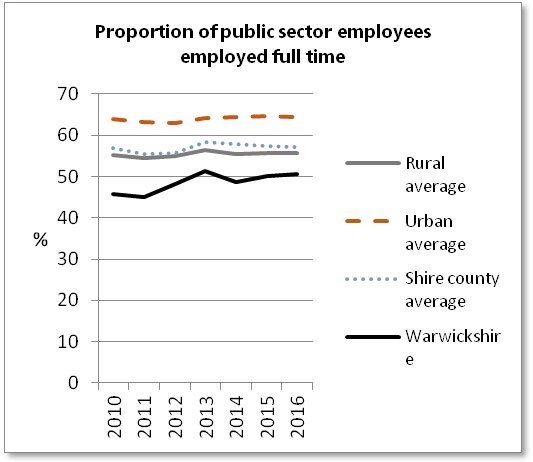 Proportion of public sector employees
employed full time
70
60
50
40
30
20
10
0
%
2010
2011
2012
2013
2014
2015
2016
Rural
average
Urban
average
Shire county
average
Warwickshir
e